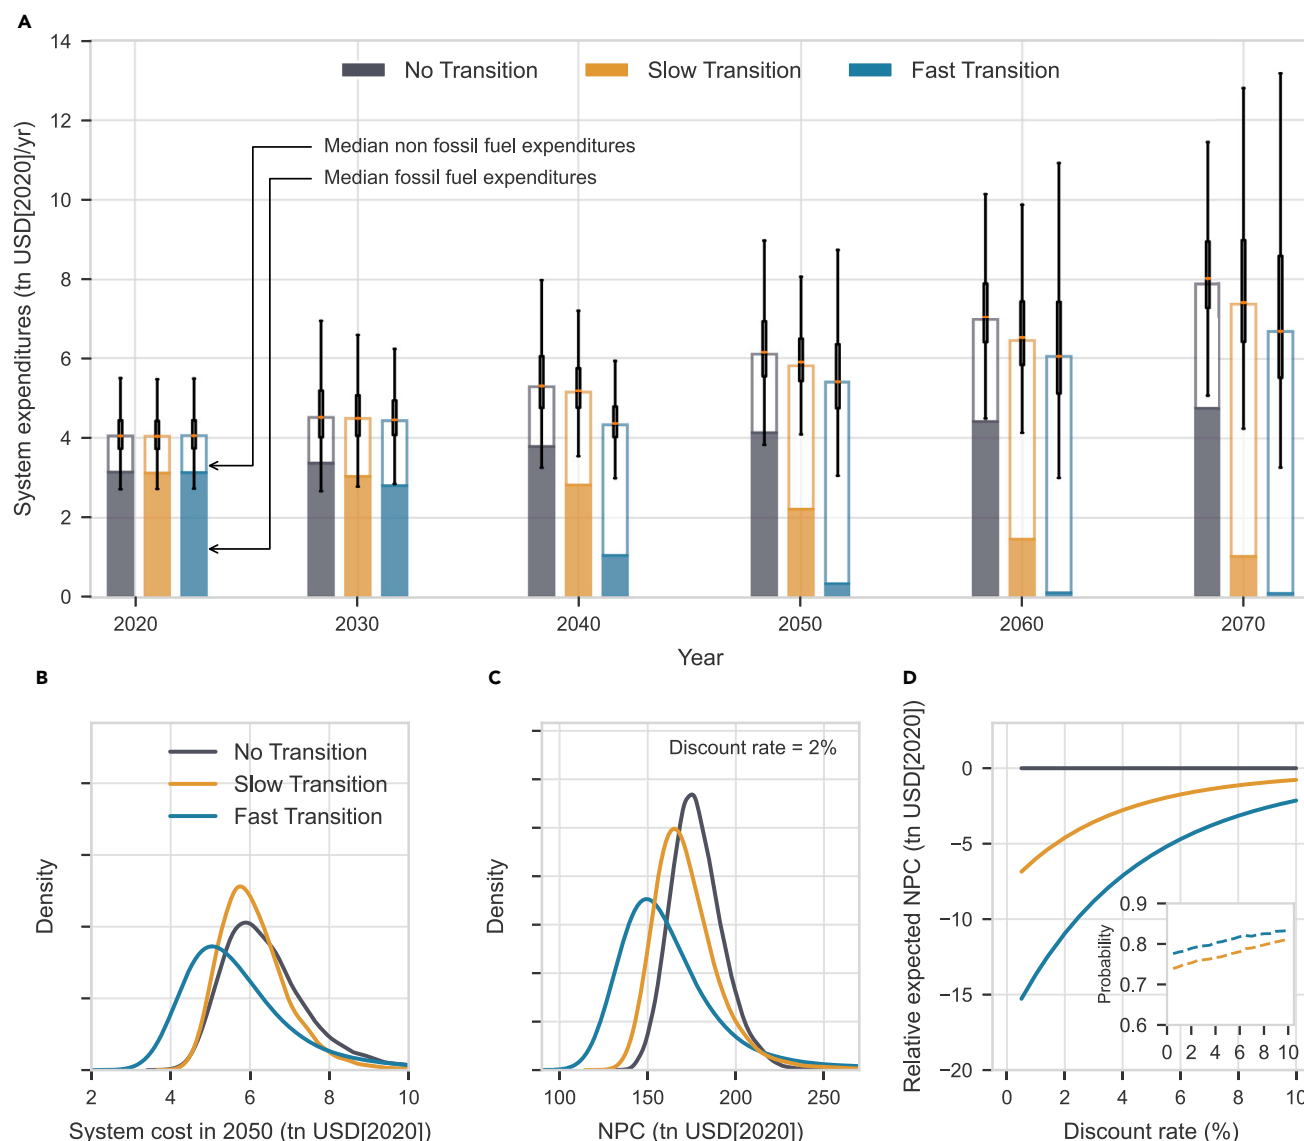 A
System expenditures (tn USD[2020]/yr)
14
12
10
8
6
4
2
0
No Transition
Slow Transition
Fast Transition
Median non fossil fuel expenditures
Median fossil fuel expenditures
2020
2030
2040
2050
2060
2070
Year
B
Density
No Transition
Slow Transition
Fast Transition
2
4
6
8
10
System cost in 2050 (tn USD[2020])
C
Density
Discount rate = 2%
100
150
200
250
NPC (tn USD[2020])
D
Relative expected NPC (tn USD[2020])
0
−5
−10
−15
−20
0
2
4
6
8
10
Discount rate (%)
Probability
0.9
0.8
0.7
0.6
0
2
4
6
8
10